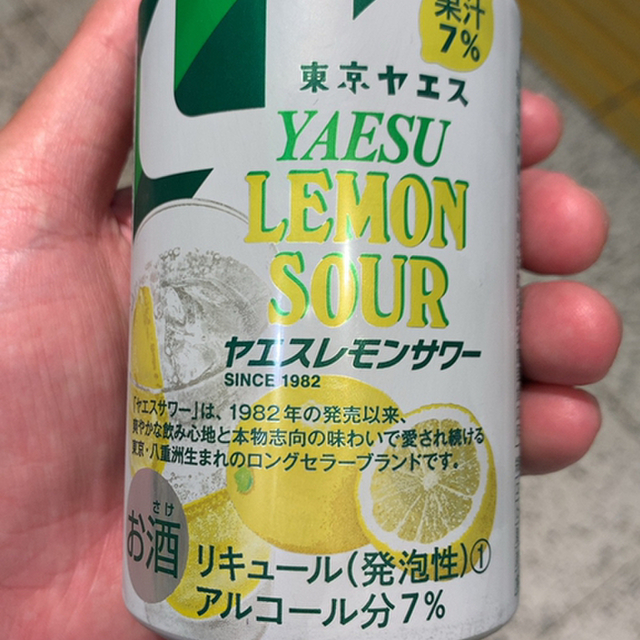 果汁
7%
東京ヤエス
YAESU
LEMON
SOUR
ヤエスレモンサワー
SINCE 1982
「ヤエスサワー」は、1982年の発売以来、
爽やかな飲み心地と本物志向の味わいで愛され続ける
東京・八重洲生まれのロングセラーブランドです。
さけ
お酒
リキュール(発泡性)①
アルコール分7%